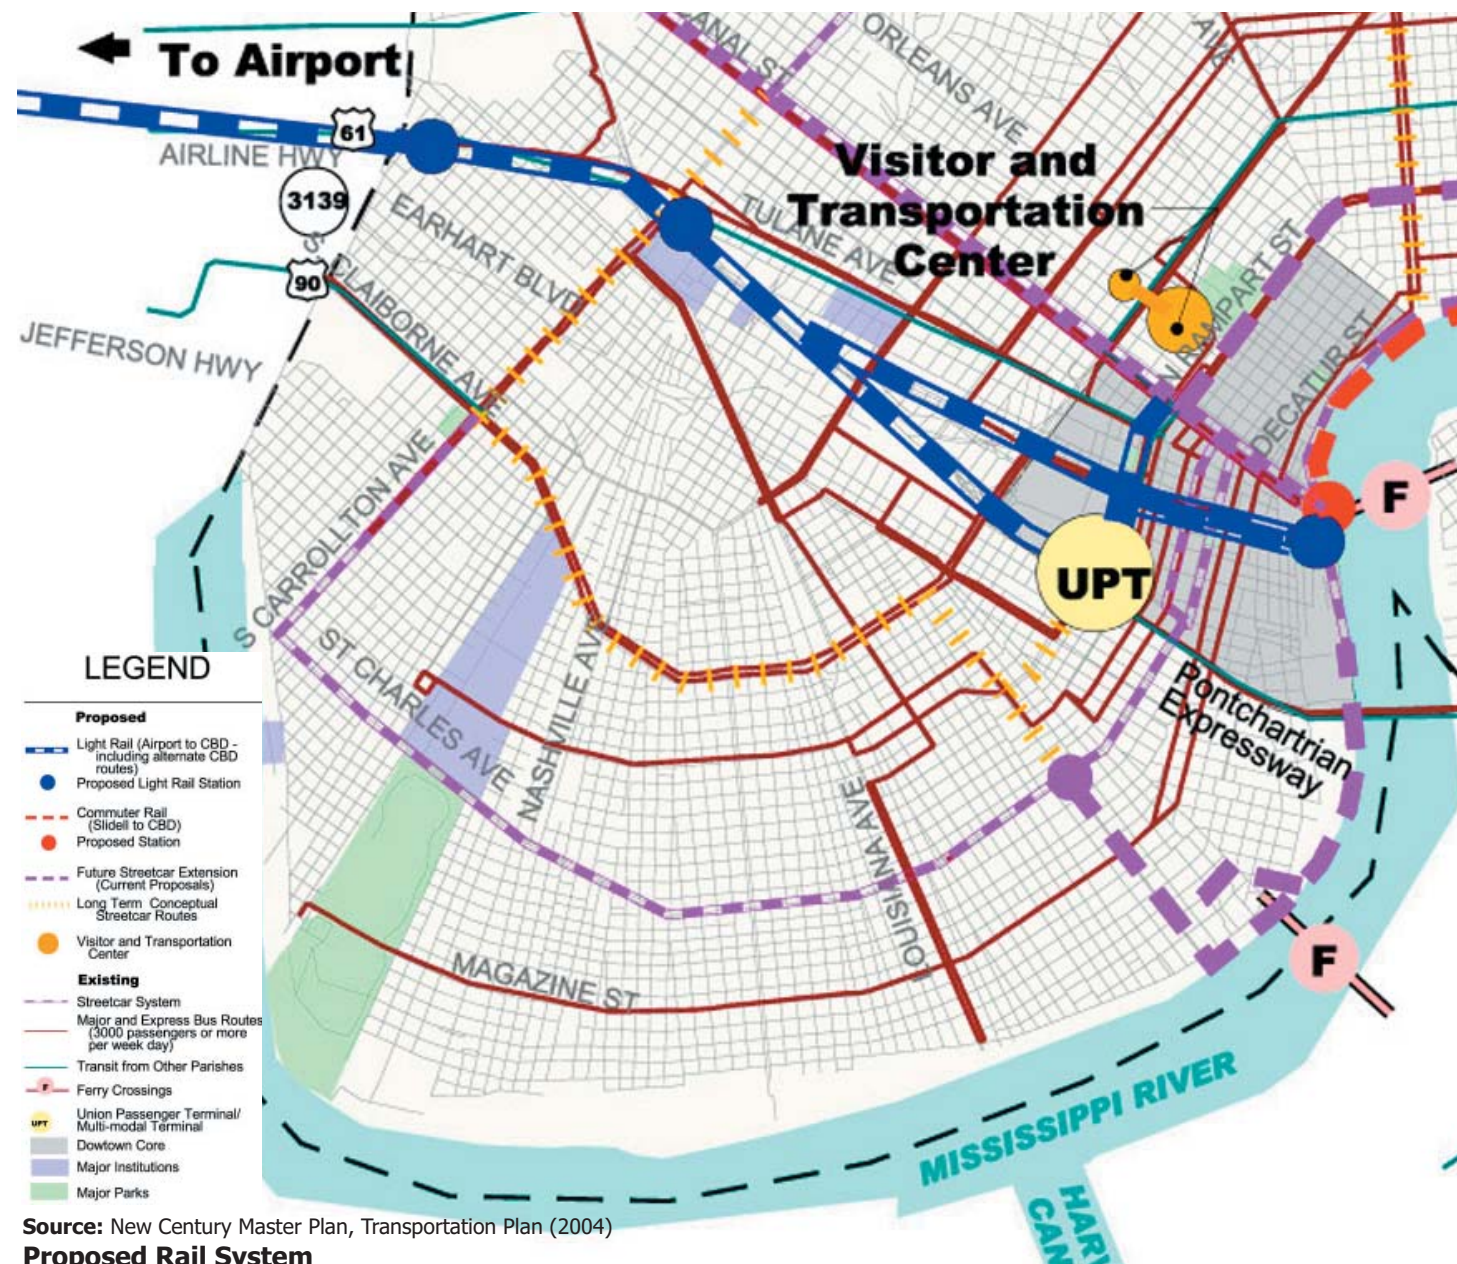 To Airport
CANAL ST
ORLEANS AVE
AVE
61
AIRLINE HWY
3139
Visitor and
Transportation
Center
EARHART BLVD
TULANE AVE
S CLAIBORNE AVE
90
JEFFERSON HWY
N RAMPART ST
DECATUR ST
F
UPT
S CARROLLTON AVE
ST CHARLES AVE
NASHVILLE AVE
LOUISIANA AVE
Pontchartrian
Expressway
MAGAZINE ST
F
MISSISSIPPI RIVER
HARV
CAN
LEGEND
Proposed
Light Rail (Airport to CBD -
including alternate CBD
routes)
Proposed Light Rail Station
Commuter Rail
(Slidell to CBD)
Proposed Station
Future Streetcar Extension
(Current Proposals)
Long Term Conceptual
Streetcar Routes
Visitor and Transportation
Center
Existing
Streetcar System
Major and Express Bus Routes
(3000 passengers or more
per week day)
Transit from Other Parishes
F Ferry Crossings
UPT Union Passenger Terminal/
Multi-modal Terminal
Dowtown Core
Major Institutions
Major Parks
Source: New Century Master Plan, Transportation Plan (2004)
Proposed Rail System